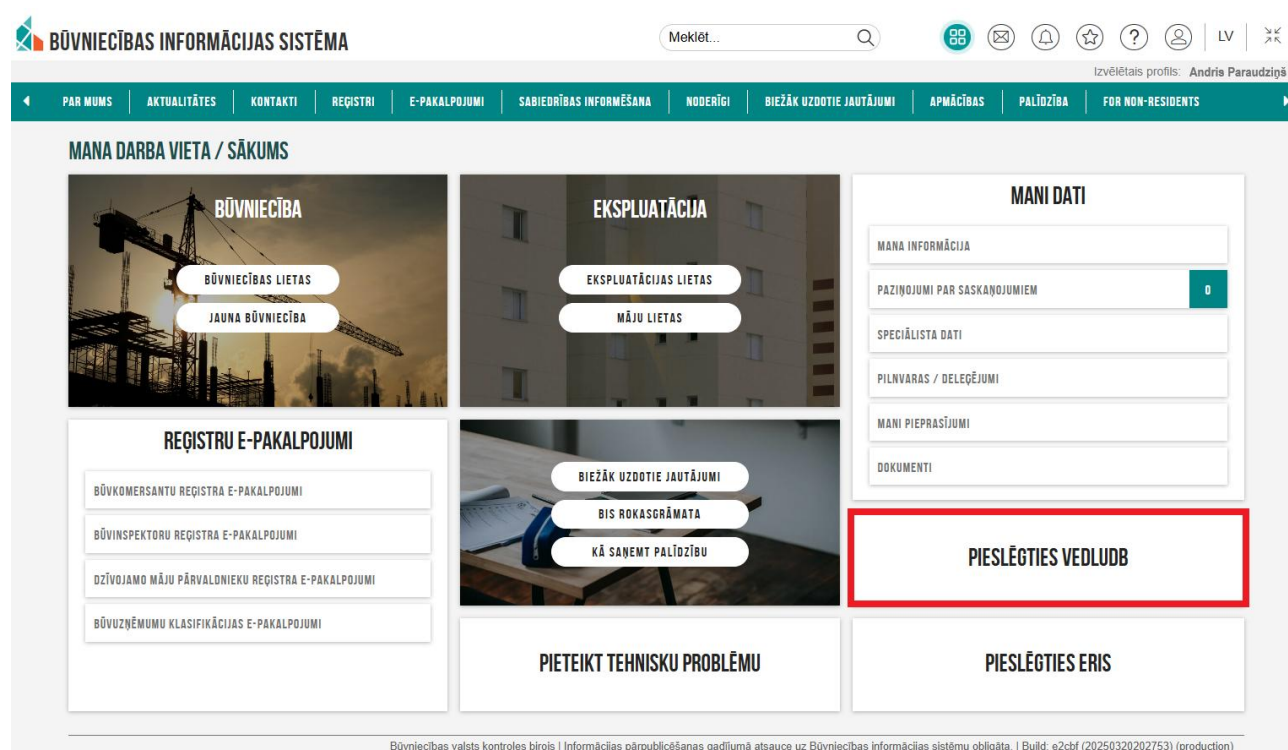 BŪVNIECĪBAS INFORMĀCIJAS SISTĒMA
Meklēt...
LV
Izvēlētais profils: Andris Paraudziņš
PAR MUMS
AKTUALITĀTES
KONTAKTI
REĢISTRI
E-PAKALPOJUMI
SABIEDRĪBAS INFORMĒŠANA
NODERĪGI
BIEŽĀK UZDOTIE JAUTĀJUMI
APMĀCĪBAS
PALĪDZĪBA
FOR NON-RESIDENTS
MANA DARBA VIETA / SĀKUMS
BŪVNIECĪBA
BŪVNIECĪBAS LIETAS
JAUNA BŪVNIECĪBA
EKSPLUATĀCIJA
EKSPLUATĀCIJAS LIETAS
MĀJU LIETAS
MANI DATI
MANA INFORMĀCIJA
PAZIŅOJUMI PAR SASKAŅOJUMIEM 0
SPECIĀLISTA DATI
PILNVARAS / DELEĢĒJUMI
MANI PIEPRASĪJUMI
DOKUMENTI
REĢISTRU E-PAKALPOJUMI
BŪVKOMERSANTU REĢISTRA E-PAKALPOJUMI
BŪVINSPEKTORU REĢISTRA E-PAKALPOJUMI
DZĪVOJAMO MĀJU PĀRVALDNIEKU REĢISTRA E-PAKALPOJUMI
BŪVUZŅĒMUMU KLASIFIKĀCIJAS E-PAKALPOJUMI
BIEŽĀK UZDOTIE JAUTĀJUMI
BIS ROKASGRĀMATA
KĀ SAŅEMT PALĪDZĪBU
PIESLĒGTIES VEDLUDB
PIETEIKT TEHNISKU PROBLĒMU
PIESLĒGTIES ERIS
Būvniecības valsts kontroles birojs | Informācijas pārpublicēšanas gadījumā atsauce uz Būvniecības informācijas sistēmu obligāta. | Build: e2cbf (20250320202753) (production)